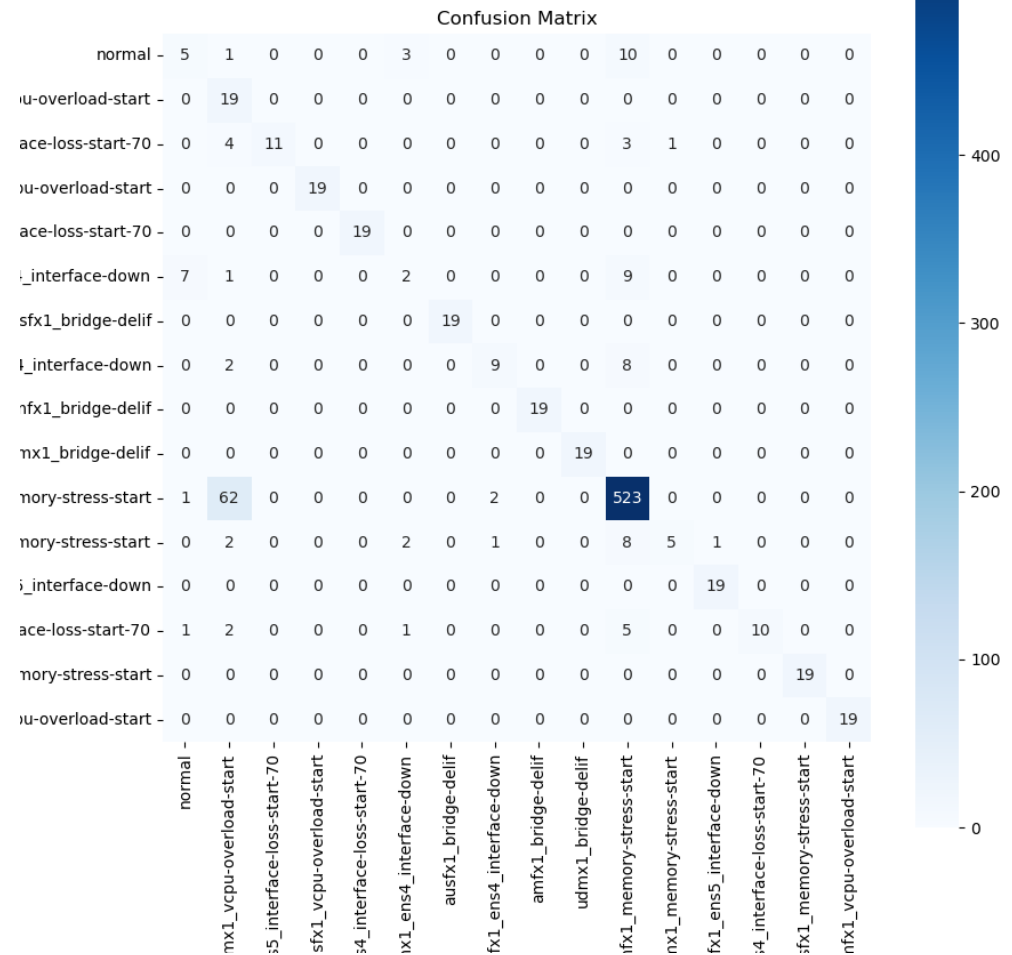 Confusion Matrix
normal 5 1 0 0 0 3 0 0 0 0 10 0 0 0 0 0
u-overload-start 0 19 0 0 0 0 0 0 0 0 0 0 0 0 0 0
ace-loss-start-70 0 4 11 0 0 0 0 0 0 0 3 1 0 0 0 0
u-overload-start 0 0 0 19 0 0 0 0 0 0 0 0 0 0 0 0
ace-loss-start-70 0 0 0 0 19 0 0 0 0 0 0 0 0 0 0 0
_interface-down 7 1 0 0 0 2 0 0 0 0 9 0 0 0 0 0
sfx1_bridge-delif 0 0 0 0 0 0 19 0 0 0 0 0 0 0 0 0
_interface-down 0 2 0 0 0 0 0 9 0 0 8 0 0 0 0 0
fx1_bridge-delif 0 0 0 0 0 0 0 0 19 0 0 0 0 0 0 0
mx1_bridge-delif 0 0 0 0 0 0 0 0 0 19 0 0 0 0 0 0
mory-stress-start 1 62 0 0 0 0 0 2 0 0 523 0 0 0 0 0
mory-stress-start 0 2 0 0 0 2 0 1 0 0 8 5 1 0 0 0
_interface-down 0 0 0 0 0 0 0 0 0 0 0 0 19 0 0 0
ace-loss-start-70 1 2 0 0 0 1 0 0 0 0 5 0 0 10 0 0
mory-stress-start 0 0 0 0 0 0 0 0 0 0 0 0 0 0 19 0
u-overload-start 0 0 0 0 0 0 0 0 0 0 0 0 0 0 0 19
normal
mx1_vcpu-overload-start
s5_interface-loss-start-70
sfx1_vcpu-overload-start
s4_interface-loss-start-70
mx1_ens4_interface-down
ausfx1_bridge-delif
fx1_ens4_interface-down
amfx1_bridge-delif
udmx1_bridge-delif
mfx1_memory-stress-start
mx1_memory-stress-start
fx1_ens5_interface-down
s4_interface-loss-start-70
sfx1_memory-stress-start
mfx1_vcpu-overload-start
400
300
200
100
0